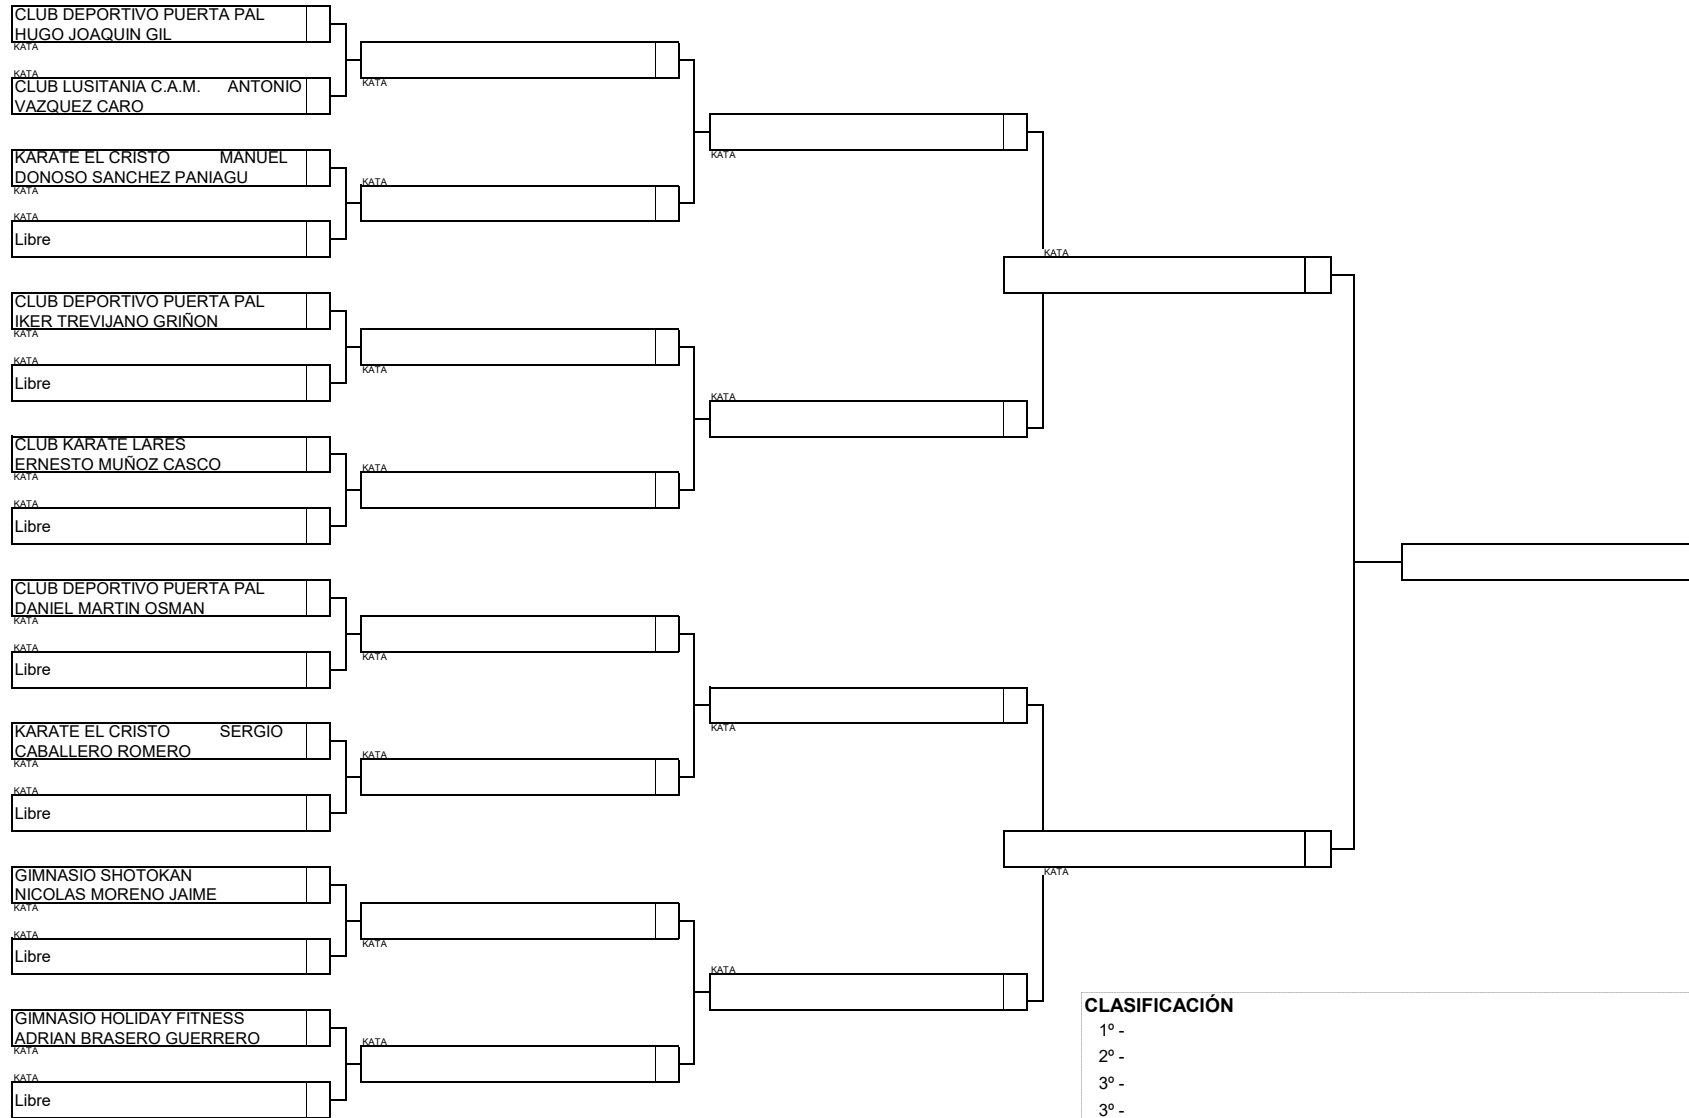 CLUB DEPORTIVO PUERTA PAL
HUGO JOAQUIN GIL
KATA
KATA
CLUB LUSITANIA C.A.M. ANTONIO
VAZQUEZ CARO
KARATE EL CRISTO MANUEL
DONOSO SANCHEZ PANIAGU
KATA
KATA
Libre
CLUB DEPORTIVO PUERTA PAL
IKER TREVIJANO GRIÑON
KATA
KATA
Libre
CLUB KARATE LARES
ERNESTO MUÑOZ CASCO
KATA
KATA
Libre
CLUB DEPORTIVO PUERTA PAL
DANIEL MARTIN OSMAN
KATA
KATA
Libre
KARATE EL CRISTO SERGIO
CABALLERO ROMERO
KATA
KATA
Libre
GIMNASIO SHOTOKAN
NICOLAS MORENO JAIME
KATA
KATA
Libre
GIMNASIO HOLIDAY FITNESS
ADRIAN BRASERO GUERRERO
KATA
KATA
Libre
KATA
KATA
KATA
KATA
KATA
KATA
KATA
KATA
KATA
KATA
KATA
KATA
KATA
KATA
CLASIFICACIÓN
1º -
2º -
3º -
3º -